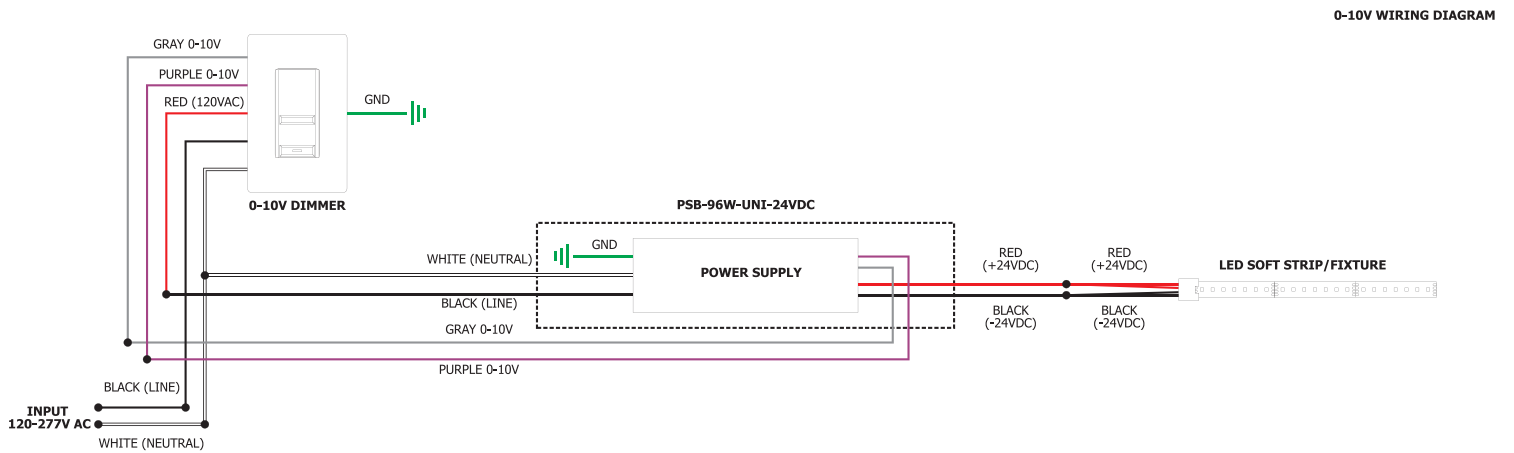 0-10V WIRING DIAGRAM
GRAY 0-10V
PURPLE 0-10V
RED (120VAC)
GND
0-10V DIMMER
PSB-96W-UNI-24VDC
GND
WHITE (NEUTRAL)
POWER SUPPLY
RED
(+24VDC)
RED
(+24VDC)
LED SOFT STRIP/FIXTURE
BLACK (LINE)
BLACK
(-24VDC)
BLACK
(-24VDC)
GRAY 0-10V
PURPLE 0-10V
BLACK (LINE)
INPUT
120-277V AC
WHITE (NEUTRAL)